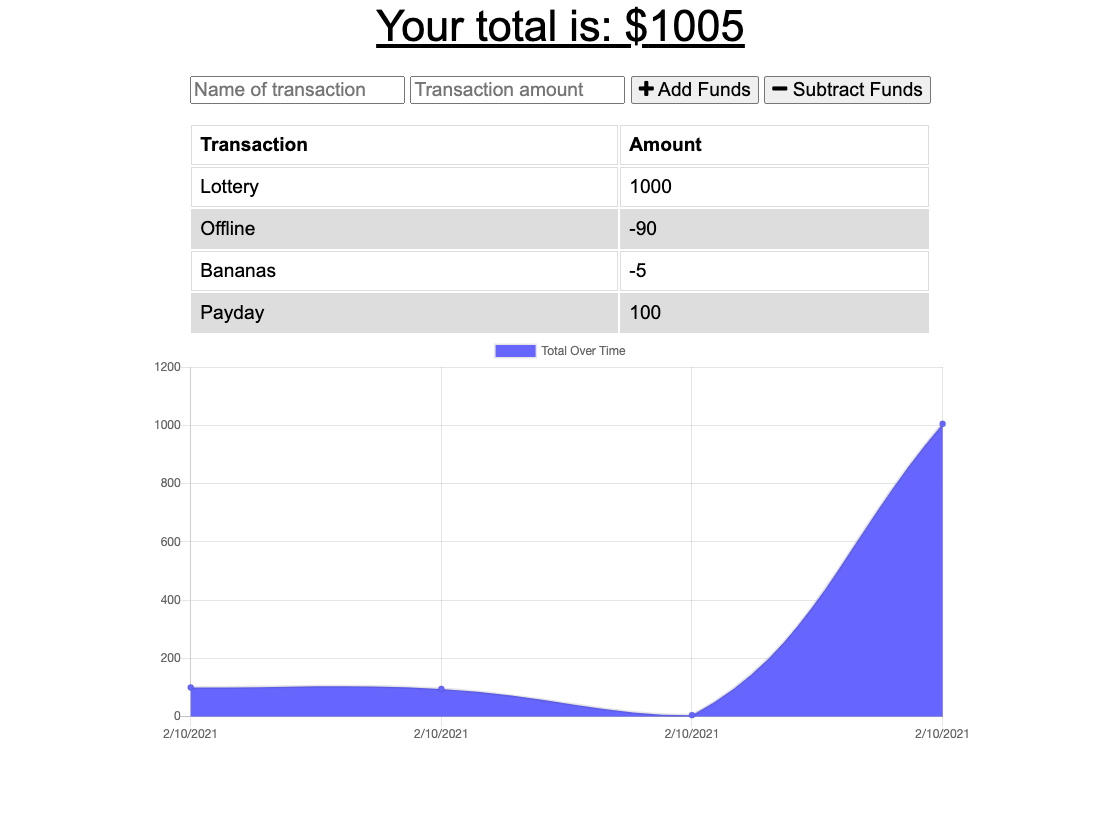 Your total is: $1005
Name of transaction Transaction amount Add Funds Subtract Funds
Transaction Amount
Lottery 1000
Offline -90
Bananas -5
Payday 100
Total Over Time
1200
1000
800
600
400
200
0
2/10/2021 2/10/2021 2/10/2021 2/10/2021